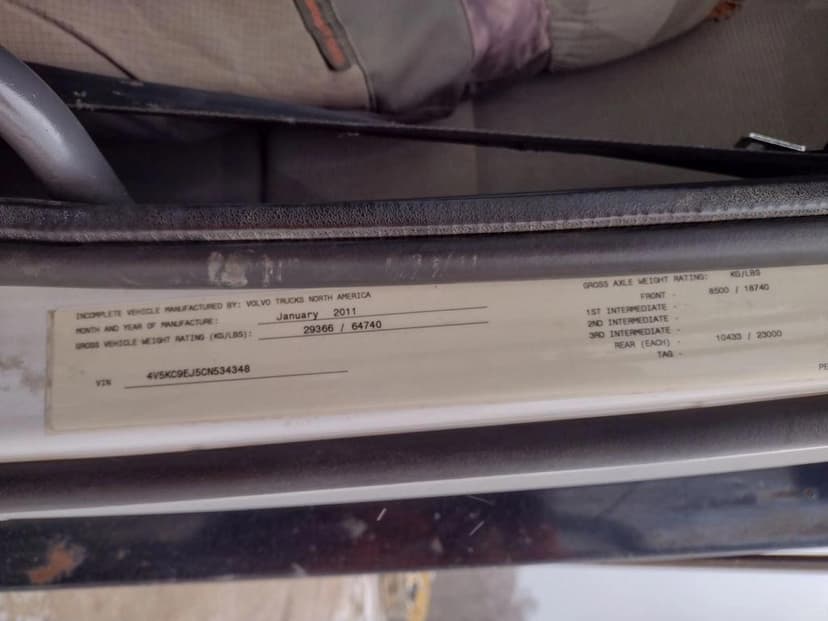 INCOMPLETE VEHICLE MANUFACTURED BY: VOLVO TRUCKS NORTH AMERICA
MONTH AND YEAR OF MANUFACTURE: January 2011
GROSS VEHICLE WEIGHT RATING (KG/LBS): 29366 / 64740
VIN 4V5KC9EJ5CN534348
GROSS AXLE WEIGHT RATING: KG/LBS
FRONT - 8500 / 18740
1ST INTERMEDIATE -
2ND INTERMEDIATE -
3RD INTERMEDIATE -
REAR (EACH) - 10433 / 23000
TAG -
PE